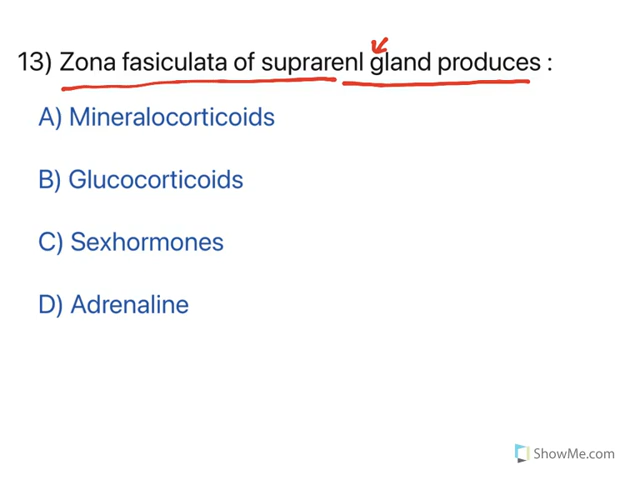 13) Zona fasiculata of suprarenl gland produces :
A) Mineralocorticoids
B) Glucocorticoids
C) Sexhormones
D) Adrenaline
ShowMe.com